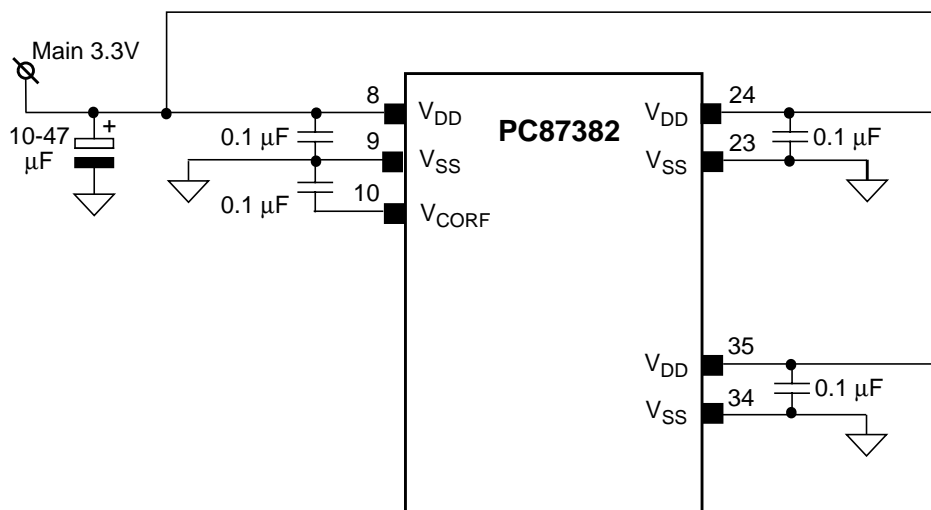 Main 3.3V
10-47
μF
+
0.1 μF
0.1 μF
8
9
10
VDD
VSS
VCORF
PC87382
VDD
VSS
24
23
0.1 μF
VDD
VSS
35
34
0.1 μF